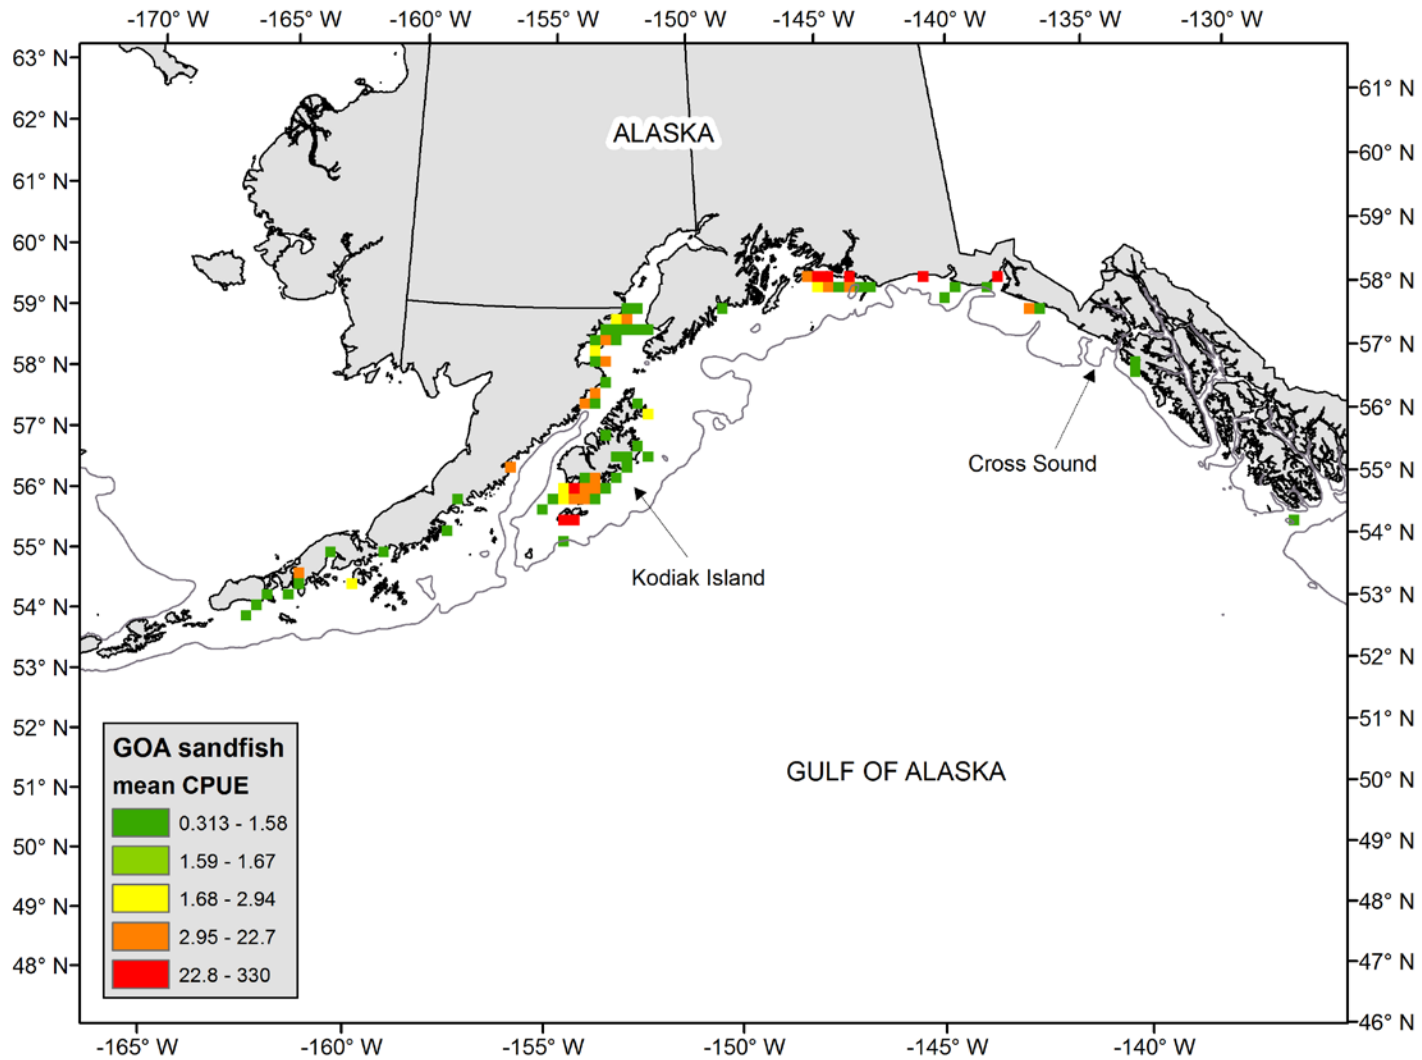 -170° W -165° W -160° W -155° W -150° W -145° W -140° W -135° W -130° W
63° N
62° N
61° N
60° N
59° N
58° N
57° N
56° N
55° N
54° N
53° N
52° N
51° N
50° N
49° N
48° N
61° N
60° N
59° N
58° N
57° N
56° N
55° N
54° N
53° N
52° N
51° N
50° N
49° N
48° N
47° N
46° N
ALASKA
Cross Sound
Kodiak Island
GULF OF ALASKA
GOA sandfish
mean CPUE
0.313 - 1.58
1.59 - 1.67
1.68 - 2.94
2.95 - 22.7
22.8 - 330
-165° W -160° W -155° W -150° W -145° W -140° W